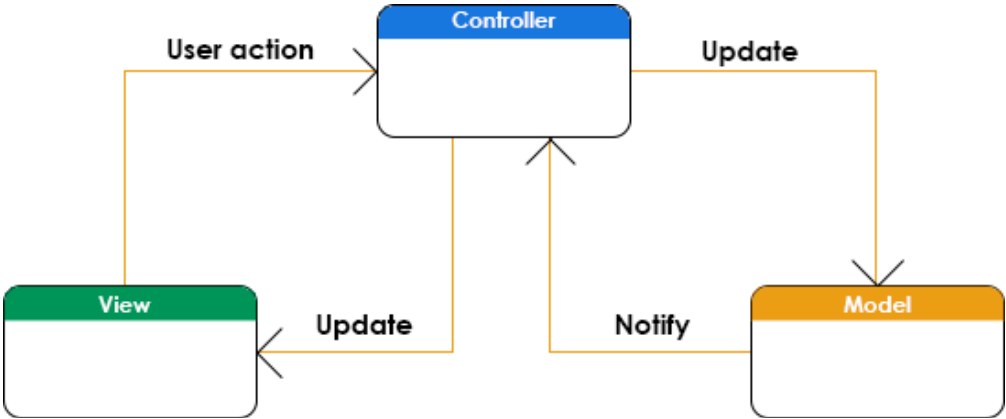 Controller
User action
Update
View
Update
Notify
Model